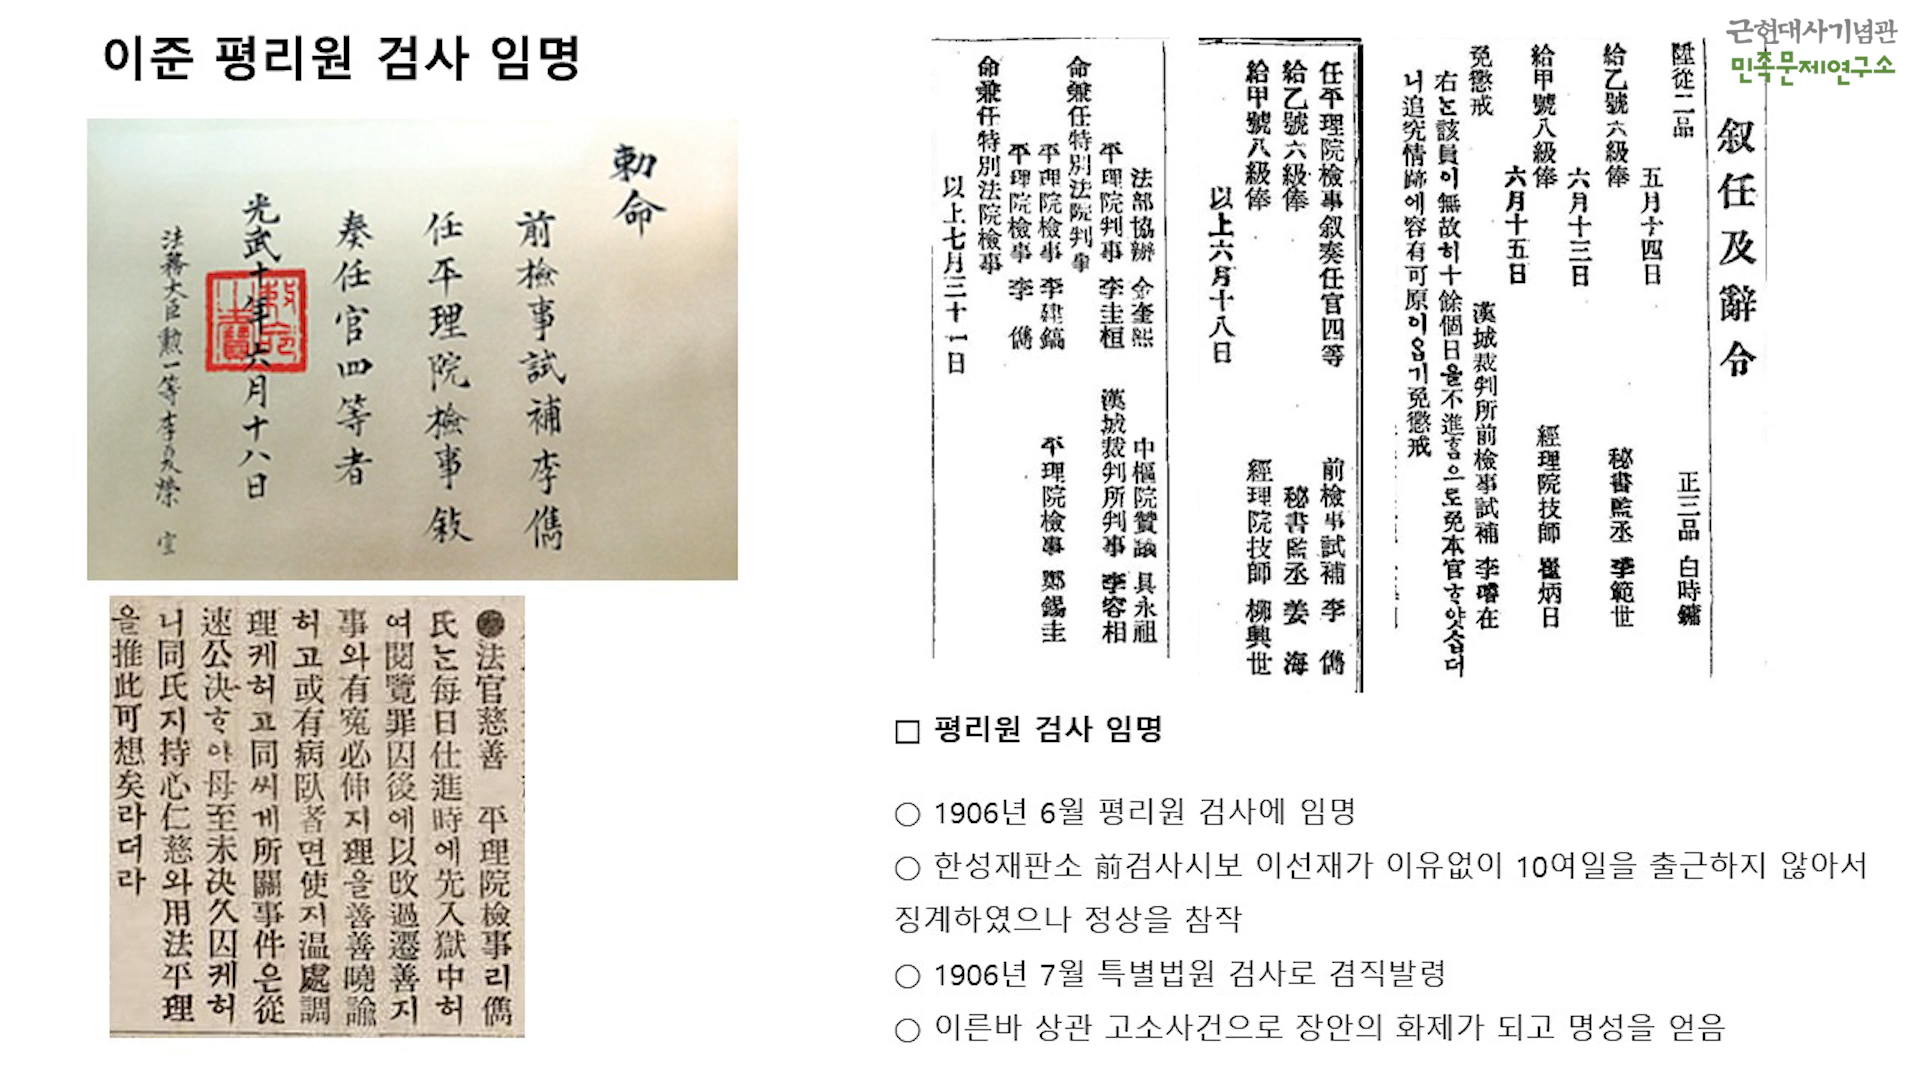 이준 평리원 검사 임명
근현대사기념관
민족문제연구소
勅命
前檢事試補李儁
任平理院檢事敍
奏任官四等者
光武十年六月十八日
法務大臣勲一等李
●法官慈善 平理院檢事리儁
氏는每日仕進時에先入獄中허
여閱覽罪囚後에以改過遷善지
事와有寃必伸지理을善善曉諭
허고或有病臥者면使지温處調
理케허고同씨게所關事件은從
速公决ᄒᆞ야母至未決久囚케허
니同氏지持心仁慈와用法平理
을推此可想矣라더라
叙任及辭令
陞從二品 正三品 白時鏞
五月十四日
給乙號六級俸 秘書監丞 李範世
六月十三日
給甲號八級俸 經理院技師 崔炳日
六月十五日
免懲戒 漢城裁判所前檢事試補 李璿在
右と該員이無故히十餘個日을不進홈으로免本官ᄒᆞ얏습더
니追究情跡에容有可原이옵기免懲戒
任平理院檢事叙奏任官四等 前檢事試補 李 儁
給乙號六級俸 秘書監丞 姜 海
給甲號八級俸 經理院技師 柳興世
以上六月十八日
法部協辦 金奎熙 中樞院贊議 具永祖
平理院判事 李圭桓 漢城裁判所判事 李容相
命兼任特別法院判事
平理院檢事 李建鎬 平理院檢事 鄭錫圭
平理院檢事 李 儁
命兼任特別法院檢事
以上七月三十一日
□ 평리원 검사 임명
○ 1906년 6월 평리원 검사에 임명
○ 한성재판소 前검사시보 이선재가 이유없이 10여일을 출근하지 않아서
징계하였으나 정상을 참작
○ 1906년 7월 특별법원 검사로 겸직발령
○ 이른바 상관 고소사건으로 장안의 화제가 되고 명성을 얻음